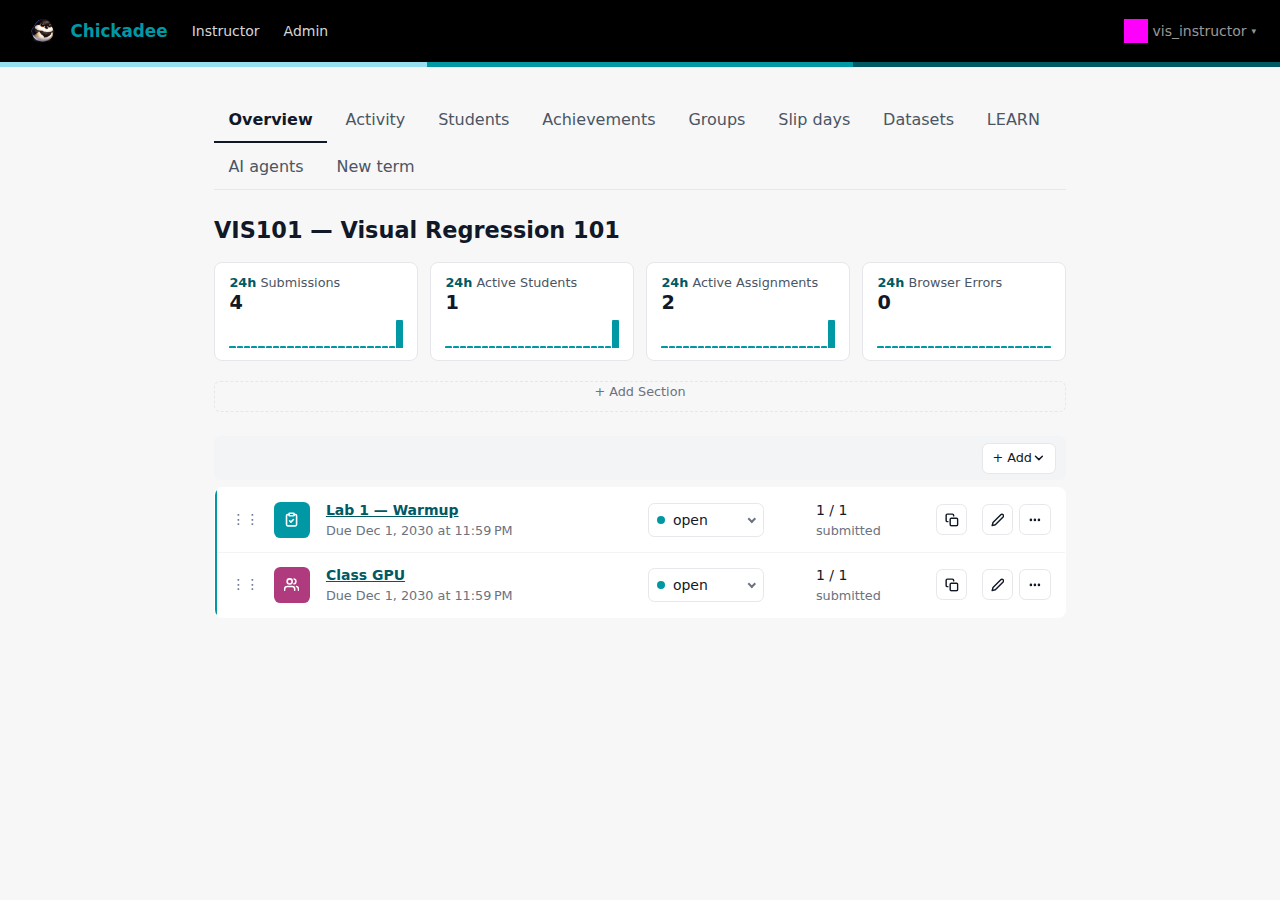 Chickadee Instructor Admin vis_instructor ▾
Overview Activity Students Achievements Groups Slip days Datasets LEARN
AI agents New term
VIS101 — Visual Regression 101
24h Submissions 24h Active Students 24h Active Assignments 24h Browser Errors
4 1 2 0
+ Add Section
+ Add
Lab 1 — Warmup open 1 / 1
Due Dec 1, 2030 at 11:59 PM submitted
Class GPU open 1 / 1
Due Dec 1, 2030 at 11:59 PM submitted